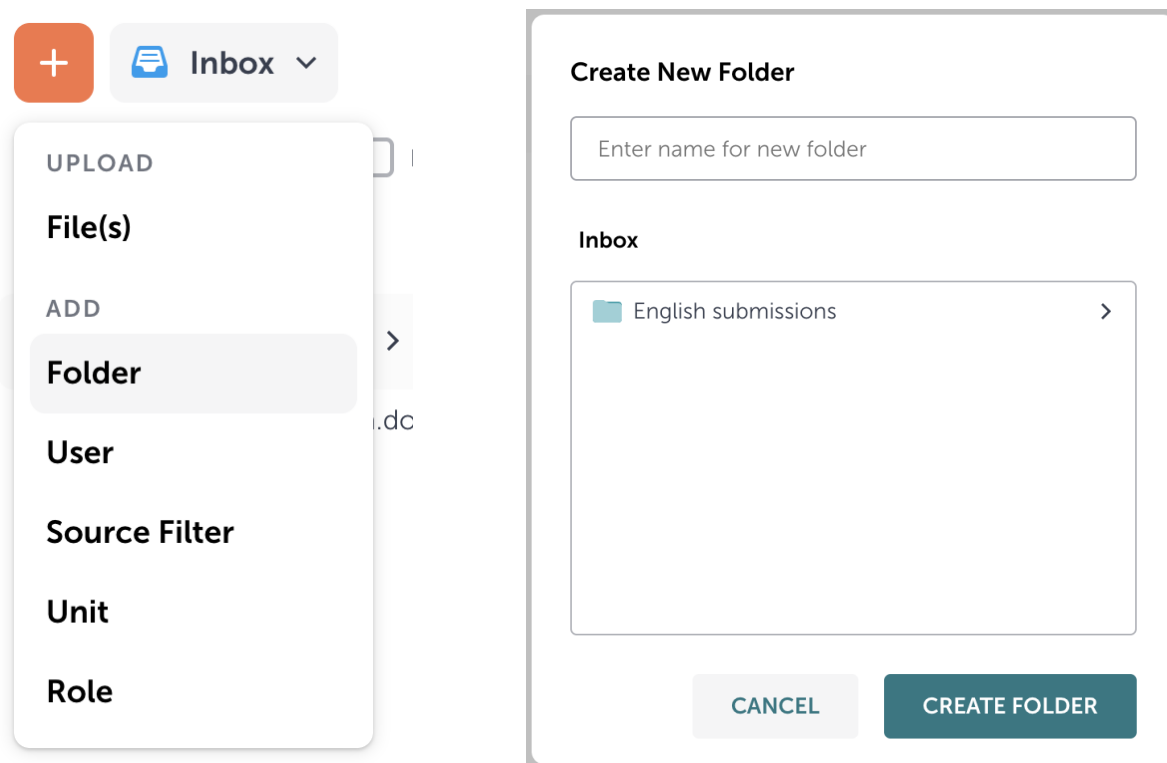 Inbox
UPLOAD
File(s)
ADD
Folder
User
Source Filter
Unit
Role
Create New Folder
Enter name for new folder
Inbox
English submissions
CANCEL
CREATE FOLDER